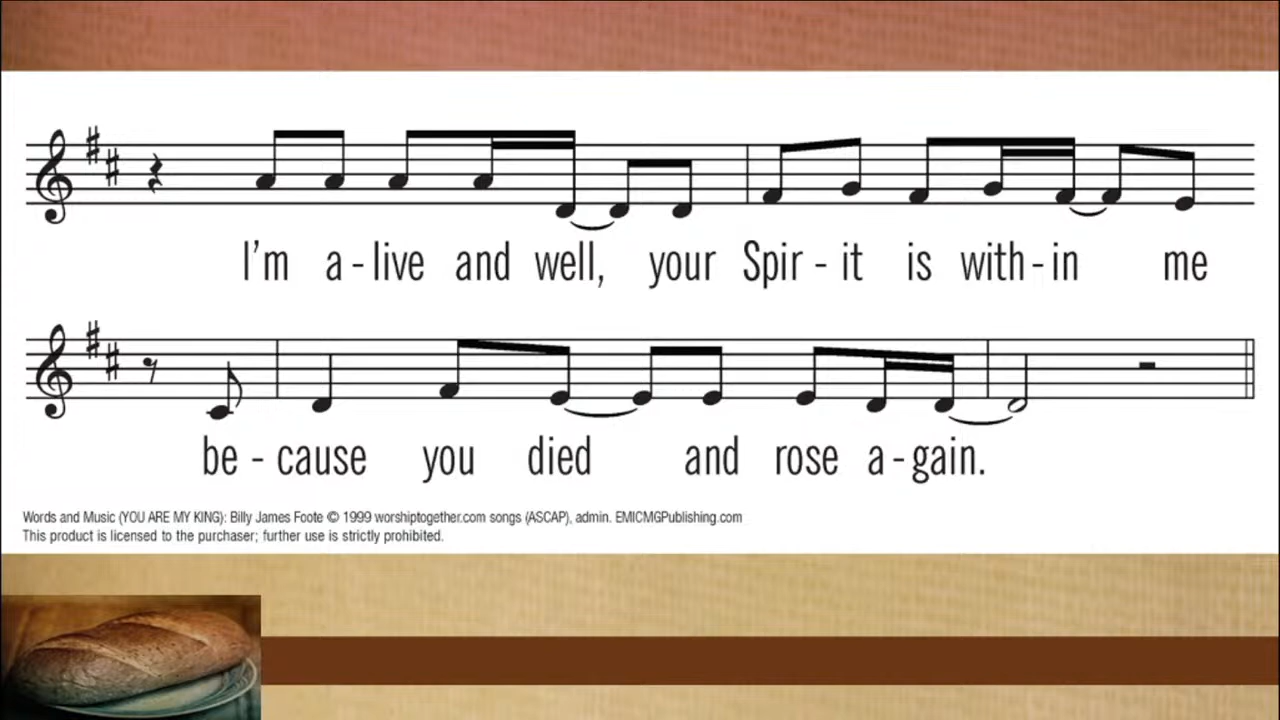 I'm a-live and well, your Spir-it is with-in me
be-cause you died and rose a-gain.
Words and Music (YOU ARE MY KING): Billy James Foote © 1999 worshiptogether.com songs (ASCAP), admin. EMICMGPublishing.com
This product is licensed to the purchaser; further use is strictly prohibited.